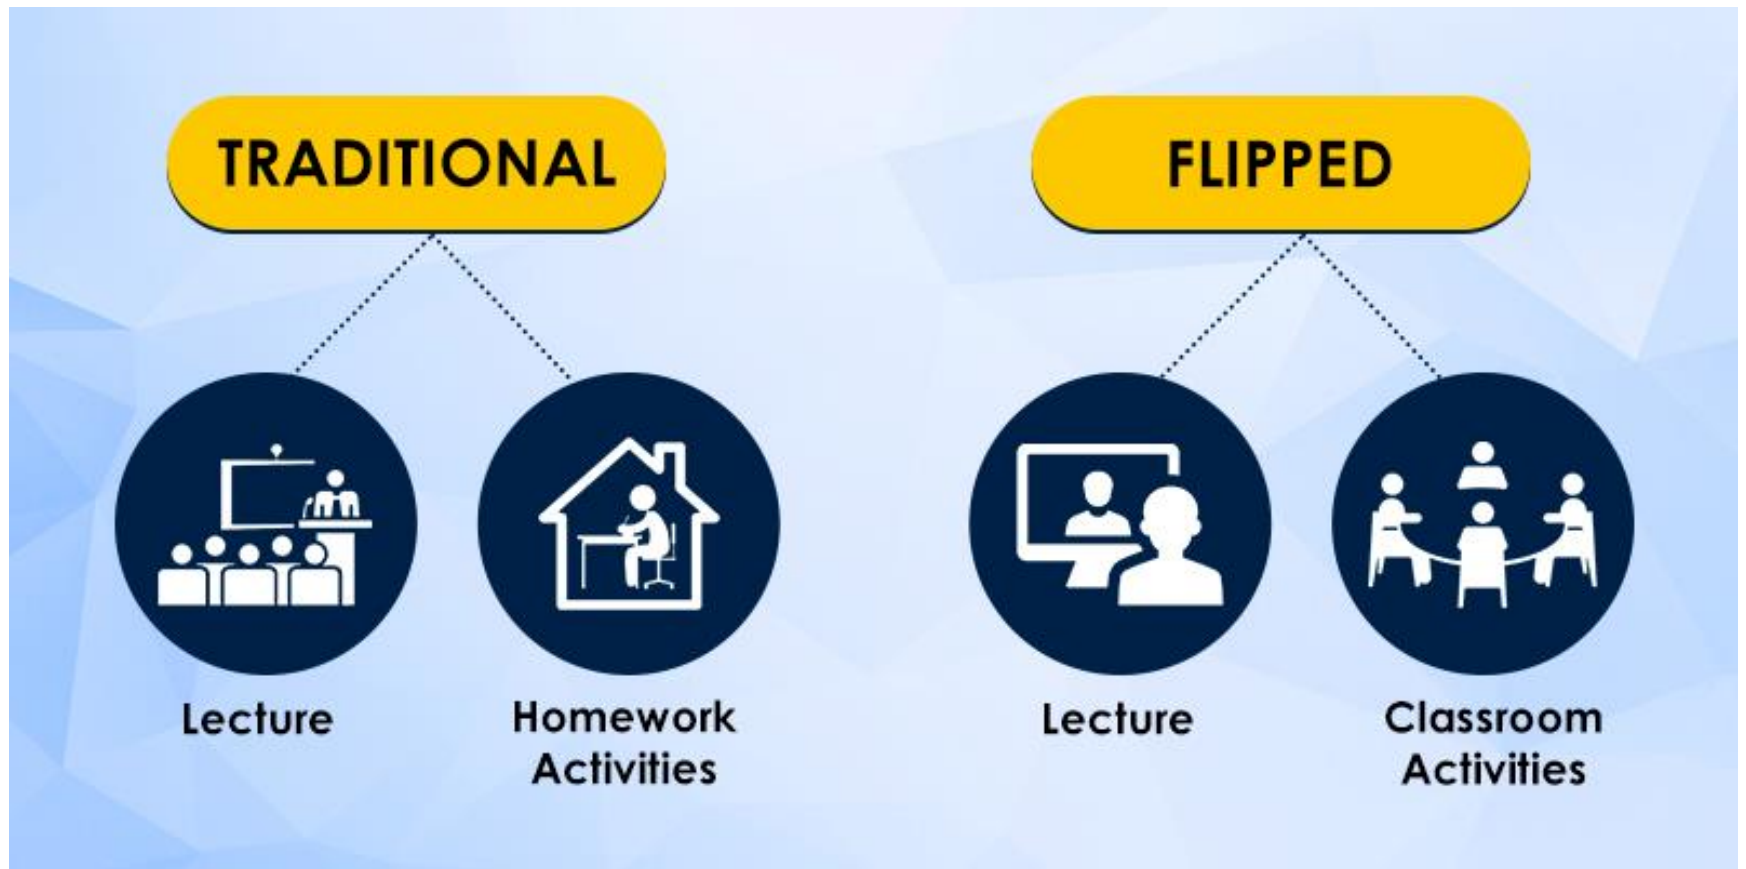 TRADITIONAL
Lecture
Homework
Activities
FLIPPED
Lecture
Classroom
Activities